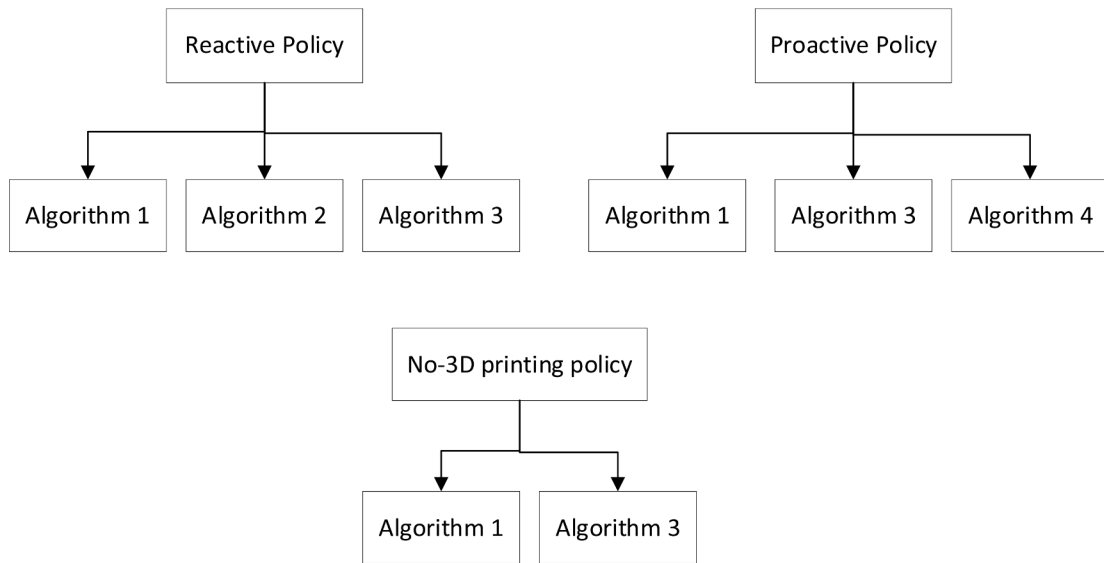 Reactive Policy
Algorithm 1
Algorithm 2
Algorithm 3
Proactive Policy
Algorithm 1
Algorithm 3
Algorithm 4
No-3D printing policy
Algorithm 1
Algorithm 3